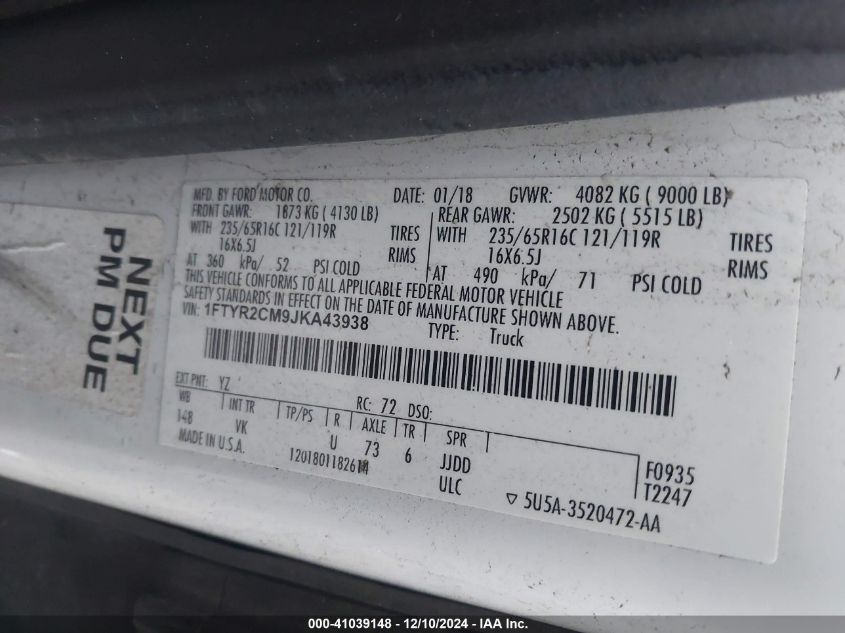 NEXT
PM DUE
MFD. BY FORD MOTOR CO. DATE: 01/18 GVWR: 4082 KG ( 9000 LB)
FRONT GAWR: 1873 KG ( 4130 LB) REAR GAWR: 2502 KG ( 5515 LB)
WITH 235/65R16C 121/119R TIRES WITH 235/65R16C 121/119R TIRES
16X6.5J RIMS 16X6.5J RIMS
AT 360 kPa/ 52 PSI COLD AT 490 kPa/ 71 PSI COLD
THIS VEHICLE CONFORMS TO ALL APPLICABLE FEDERAL MOTOR VEHICLE
SAFETY STANDARDS IN EFFECT ON THE DATE OF MANUFACTURE SHOWN ABOVE.
VIN: 1FTYR2CM9JKA43938 TYPE: Truck
EXT PNT: YZ RC: 72 DSO:
WB INT TR TP/PS R AXLE TR SPR
148 VK U 73 6 JJDD F0935
MADE IN U.S.A. 1201801182614 ULC T2247
▽ 5U5A-3520472-AA
000-41039148 - 12/10/2024 - IAA Inc.